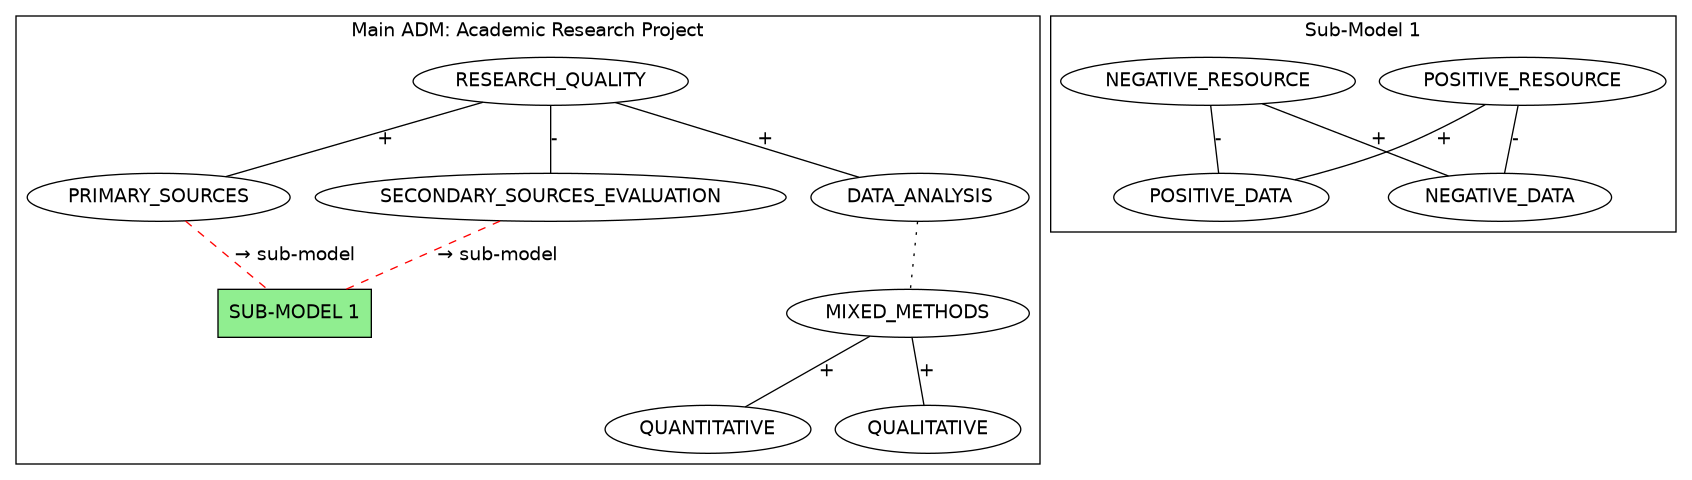 Main ADM: Academic Research Project
RESEARCH_QUALITY
+
-
+
PRIMARY_SOURCES
SECONDARY_SOURCES_EVALUATION
DATA_ANALYSIS
→ sub-model
→ sub-model
SUB-MODEL 1
MIXED_METHODS
+
+
QUANTITATIVE
QUALITATIVE
Sub-Model 1
NEGATIVE_RESOURCE
POSITIVE_RESOURCE
-
+
+
-
POSITIVE_DATA
NEGATIVE_DATA